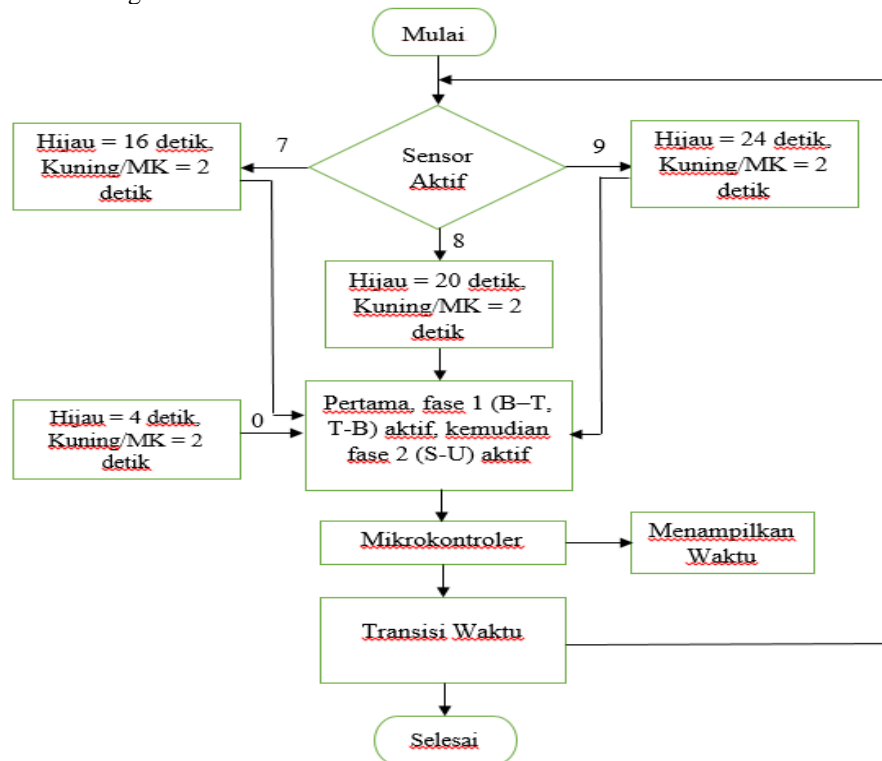 Mulai
Hijau = 16 detik,
Kuning/MK = 2
detik
7
Sensor
Aktif
9
Hijau = 24 detik,
Kuning/MK = 2
detik
8
Hijau = 20 detik,
Kuning/MK = 2
detik
Hijau = 4 detik,
Kuning/MK = 2
detik
0
Pertama, fase 1 (B–T,
T-B) aktif, kemudian
fase 2 (S-U) aktif
Mikrokontroler
Menampilkan
Waktu
Transisi Waktu
Selesai